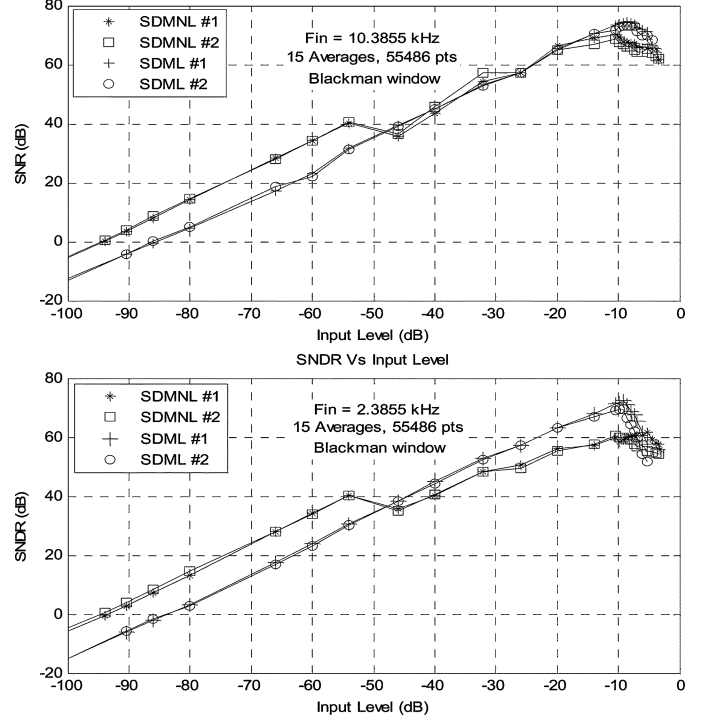 80
60
40
20
0
-20
SNR (dB)
SDMNL #1
SDMNL #2
SDML #1
SDML #2
Fin = 10.3855 kHz
15 Averages, 55486 pts
Blackman window
-100 -90 -80 -70 -60 -50 -40 -30 -20 -10 0
Input Level (dB)
SNDR Vs Input Level
80
60
40
20
0
-20
SNDR (dB)
SDMNL #1
SDMNL #2
SDML #1
SDML #2
Fin = 2.3855 kHz
15 Averages, 55486 pts
Blackman window
-100 -90 -80 -70 -60 -50 -40 -30 -20 -10 0
Input Level (dB)